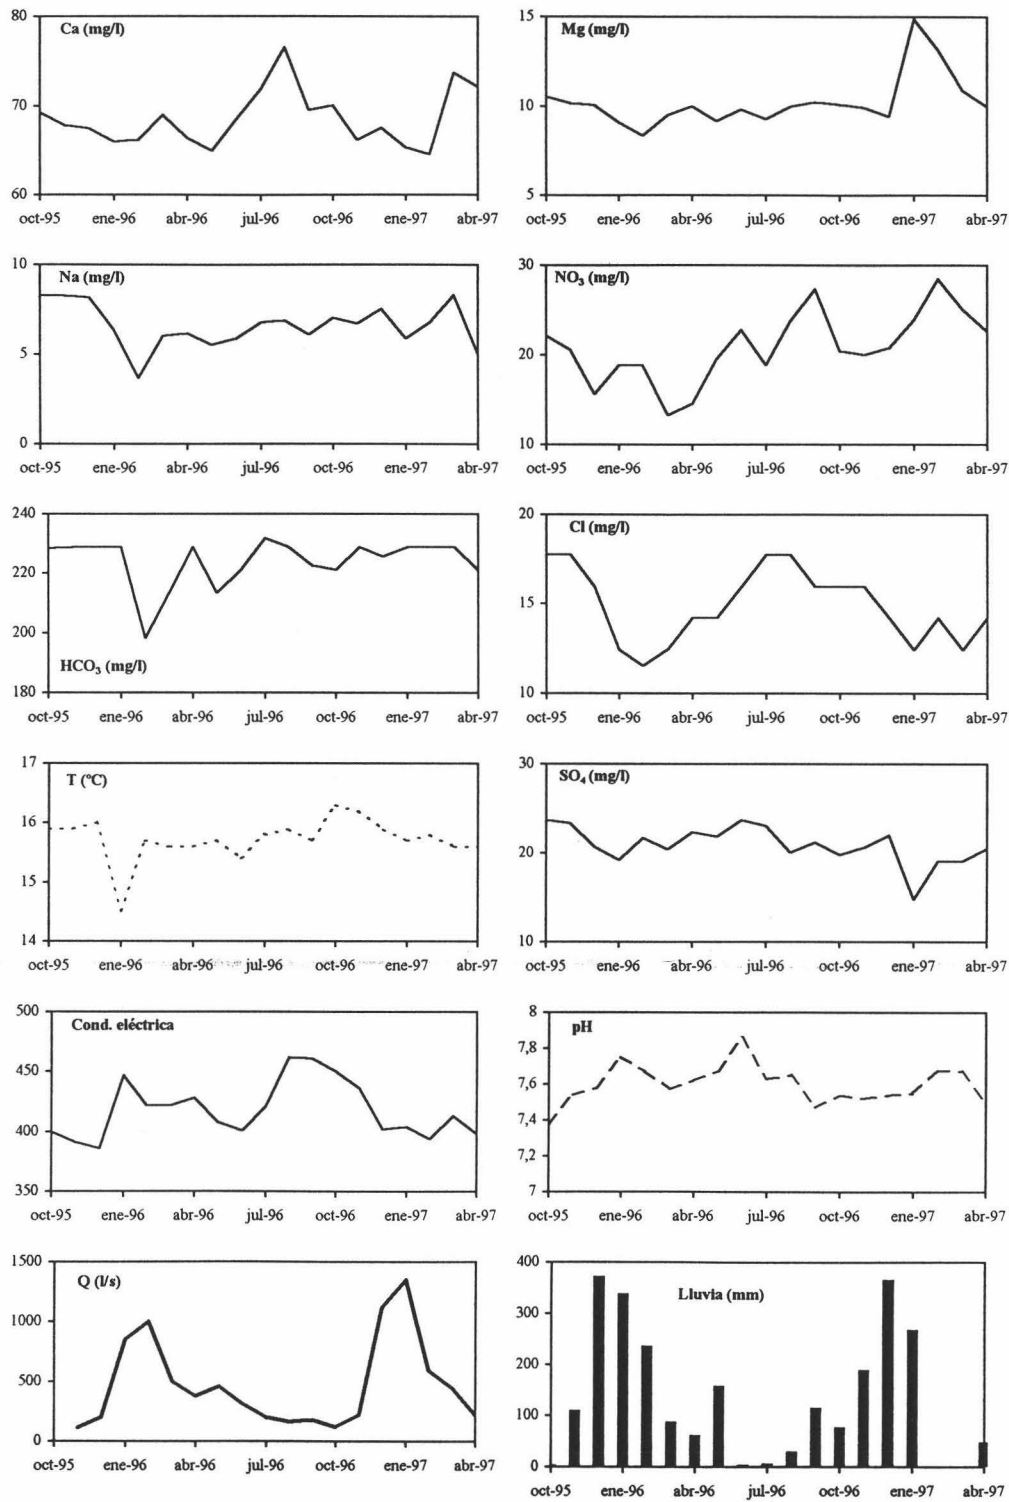 Ca (mg/l)
80
70
60
oct-95 ene-96 abr-96 jul-96 oct-96 ene-97 abr-97
Mg (mg/l)
15
10
5
oct-95 ene-96 abr-96 jul-96 oct-96 ene-97 abr-97
Na (mg/l)
10
5
0
oct-95 ene-96 abr-96 jul-96 oct-96 ene-97 abr-97
NO₃ (mg/l)
30
20
10
oct-95 ene-96 abr-96 jul-96 oct-96 ene-97 abr-97
240
220
200
HCO₃ (mg/l)
180
oct-95 ene-96 abr-96 jul-96 oct-96 ene-97 abr-97
20
Cl (mg/l)
15
10
oct-95 ene-96 abr-96 jul-96 oct-96 ene-97 abr-97
17
T (ºC)
16
15
14
oct-95 ene-96 abr-96 jul-96 oct-96 ene-97 abr-97
30
SO₄ (mg/l)
20
10
oct-95 ene-96 abr-96 jul-96 oct-96 ene-97 abr-97
500
Cond. eléctrica
450
400
350
oct-95 ene-96 abr-96 jul-96 oct-96 ene-97 abr-97
8
pH
7,8
7,6
7,4
7,2
7
oct-95 ene-96 abr-96 jul-96 oct-96 ene-97 abr-97
1500
Q (l/s)
1000
500
0
oct-95 ene-96 abr-96 jul-96 oct-96 ene-97 abr-97
400
Lluvia (mm)
300
200
100
0
oct-95 ene-96 abr-96 jul-96 oct-96 ene-97 abr-97